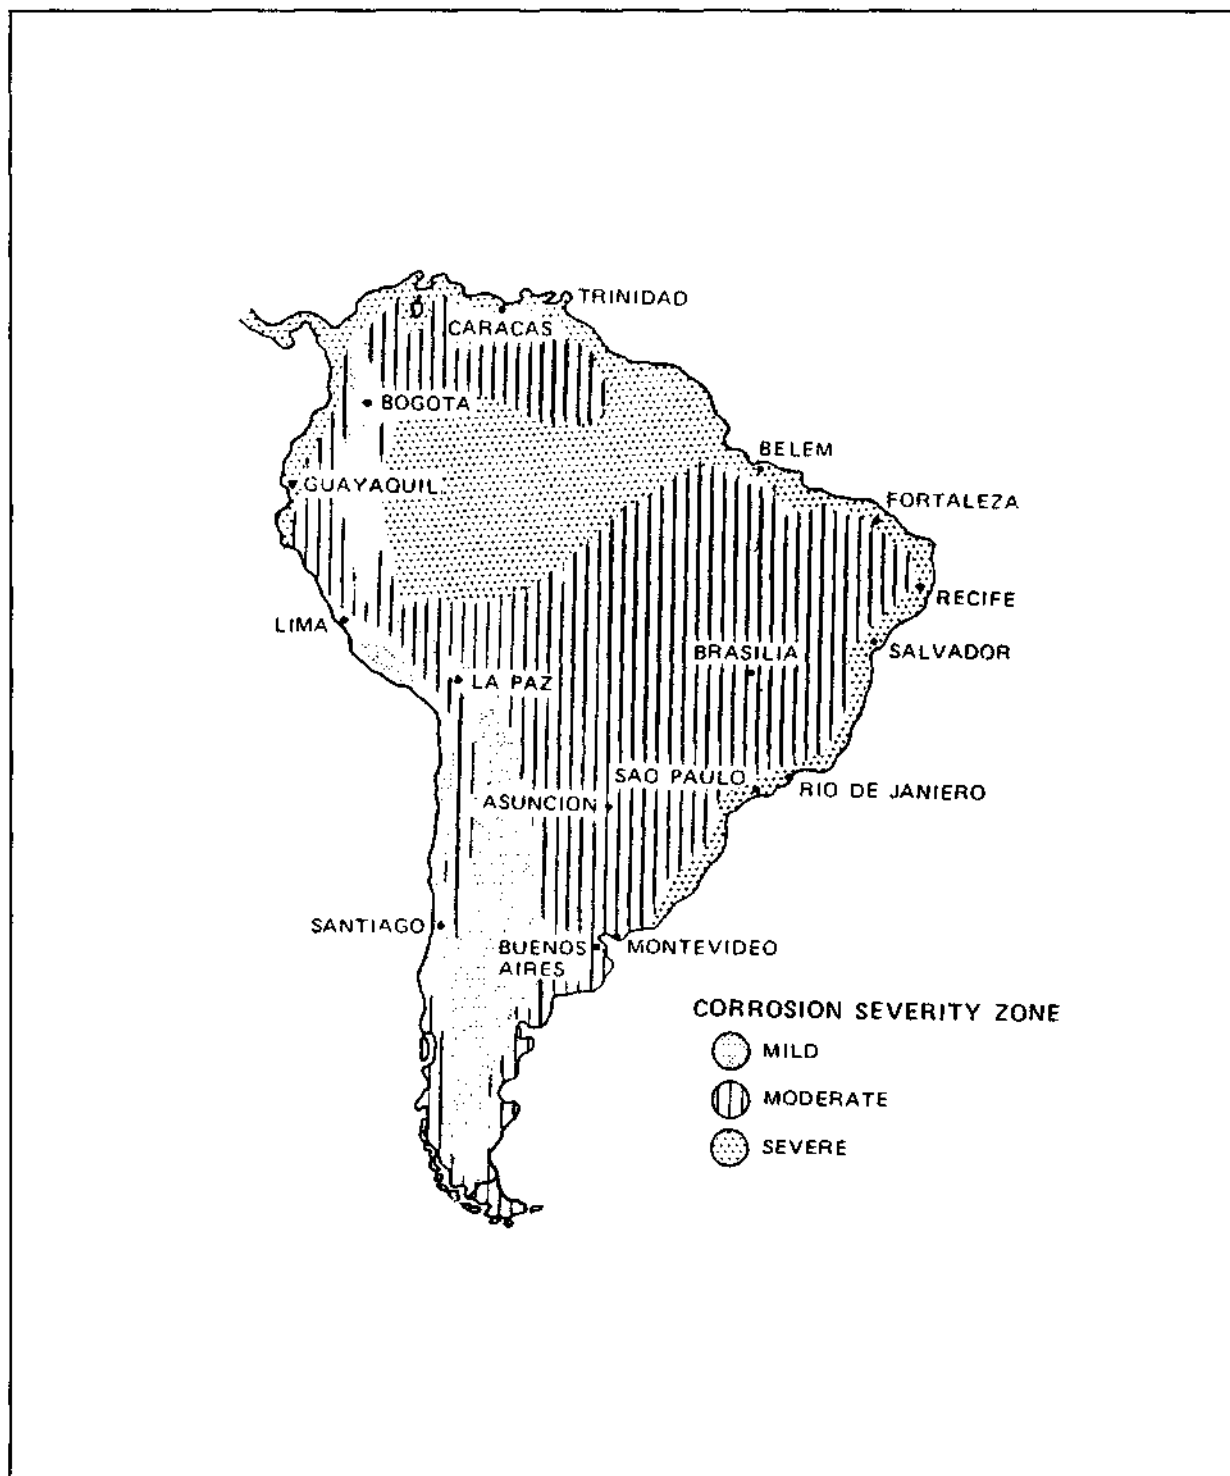 TRINIDAD
CARACAS
BOGOTA
BELEM
GUAYAQUIL
FORTALEZA
RECIFE
LIMA
BRASILIA
SALVADOR
LA PAZ
SAO PAULO
RIO DE JANIERO
ASUNCION
SANTIAGO
BUENOS
AIRES
MONTEVIDEO
CORROSION SEVERITY ZONE
MILD
MODERATE
SEVERE